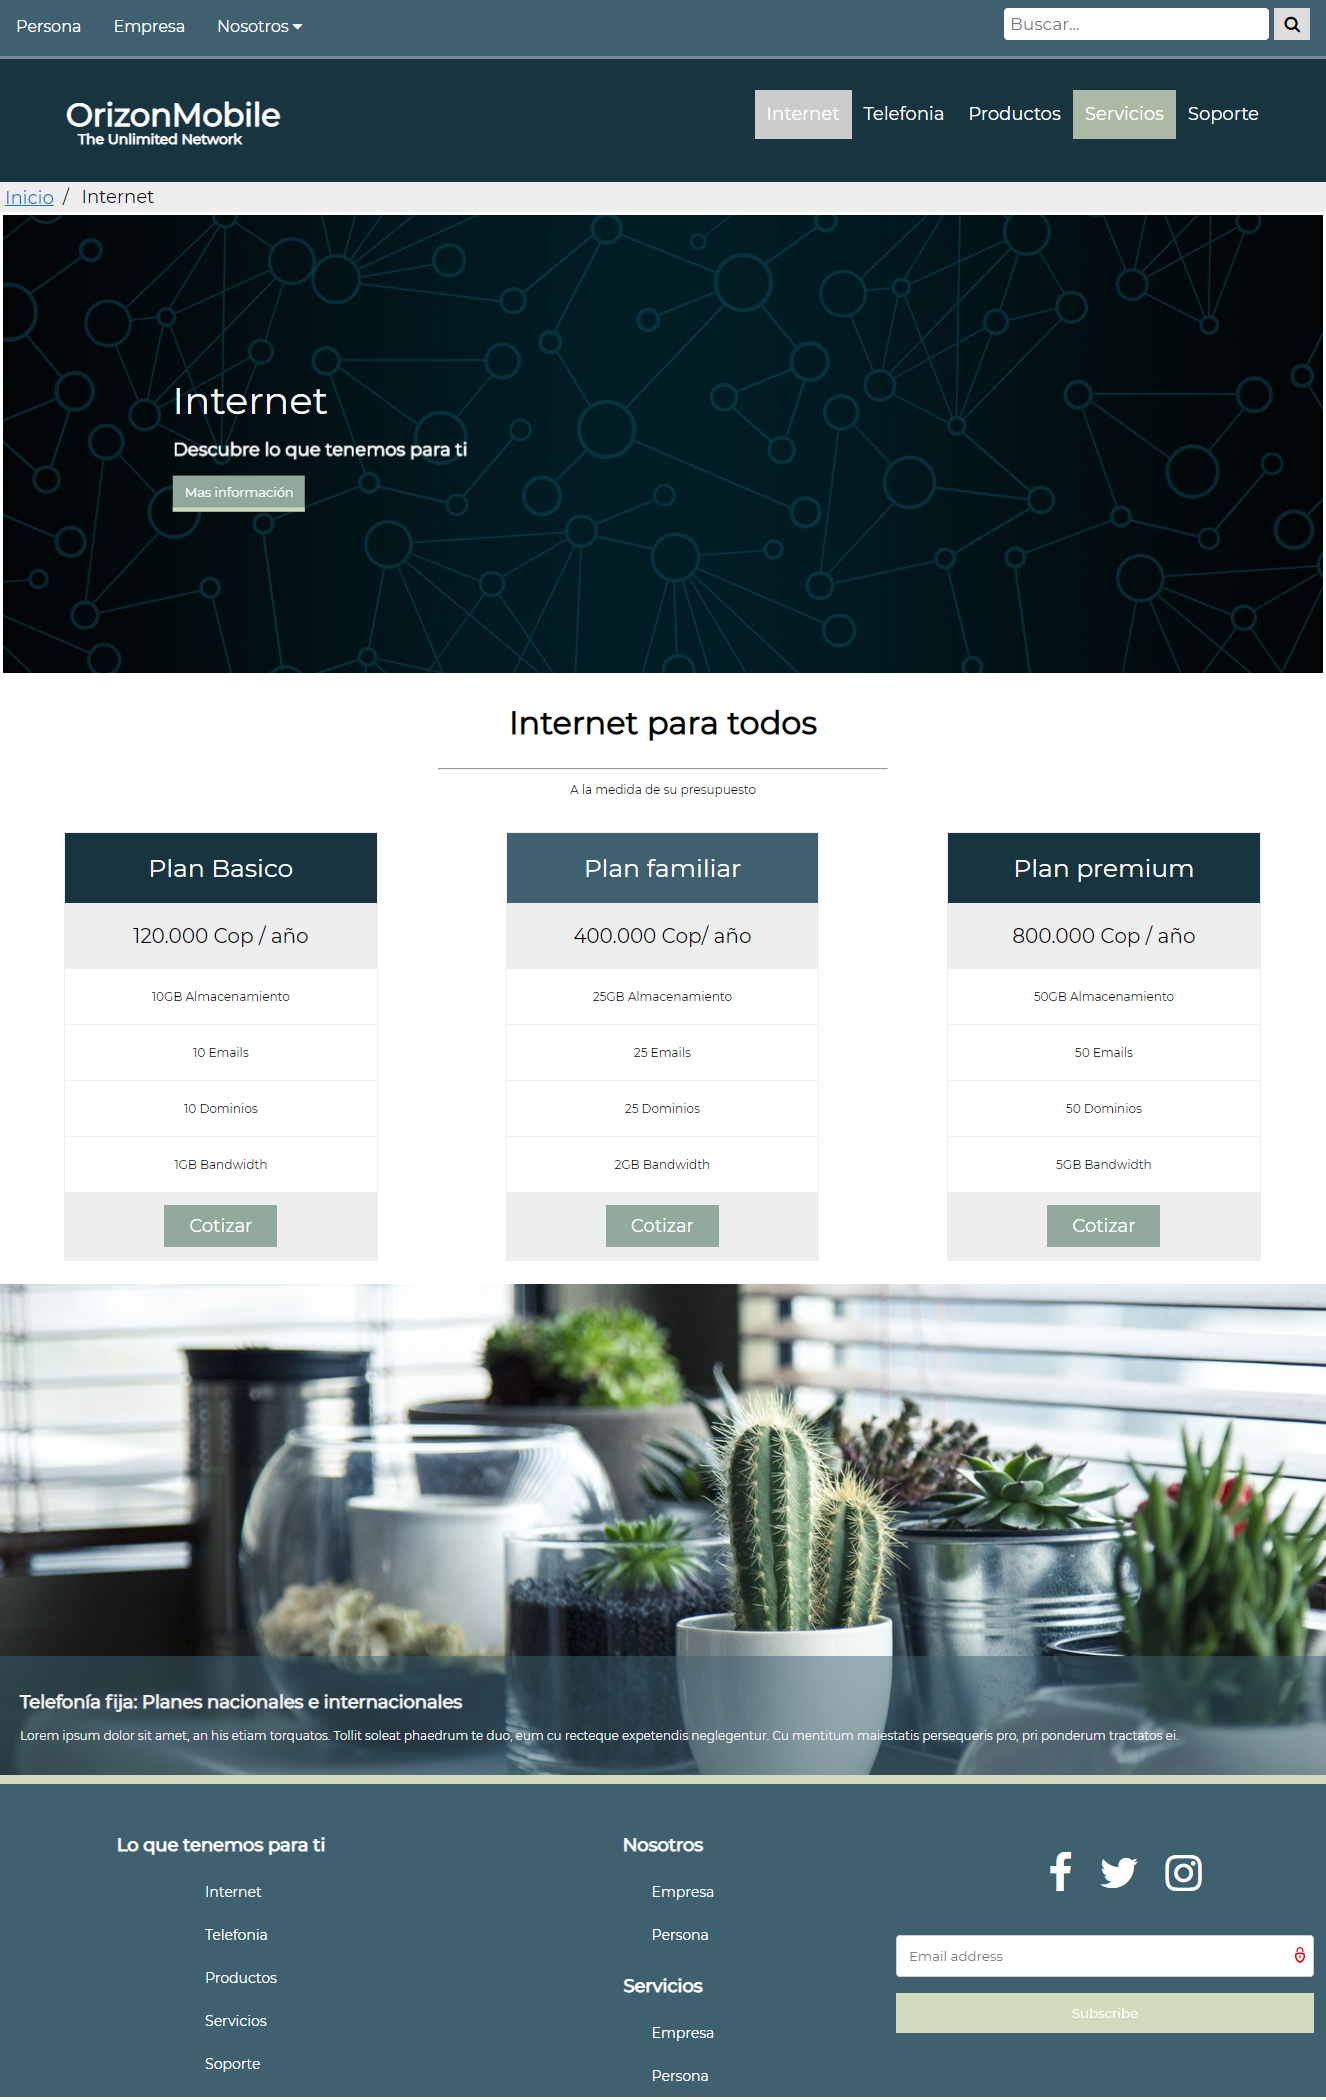 Persona Empresa Nosotros
Buscar...
OrizonMobile
The Unlimited Network
Internet Telefonia Productos Servicios Soporte
Inicio / Internet
Internet
Descubre lo que tenemos para ti
Mas información
Internet para todos
A la medida de su presupuesto
Plan Basico
120.000 Cop / año
10GB Almacenamiento
10 Emails
10 Dominios
1GB Bandwidth
Cotizar
Plan familiar
400.000 Cop/ año
25GB Almacenamiento
25 Emails
25 Dominios
2GB Bandwidth
Cotizar
Plan premium
800.000 Cop / año
50GB Almacenamiento
50 Emails
50 Dominios
5GB Bandwidth
Cotizar
Telefonía fija: Planes nacionales e internacionales
Lorem ipsum dolor sit amet, an his etiam torquatos. Tollit soleat phaedrum te duo, eum cu recteque expetendis neglegentur. Cu mentitum maiestatis persequeris pro, pri ponderum tractatos ei.
Lo que tenemos para ti
Internet
Telefonia
Productos
Servicios
Soporte
Nosotros
Empresa
Persona
Servicios
Empresa
Persona
Email address
Subscribe